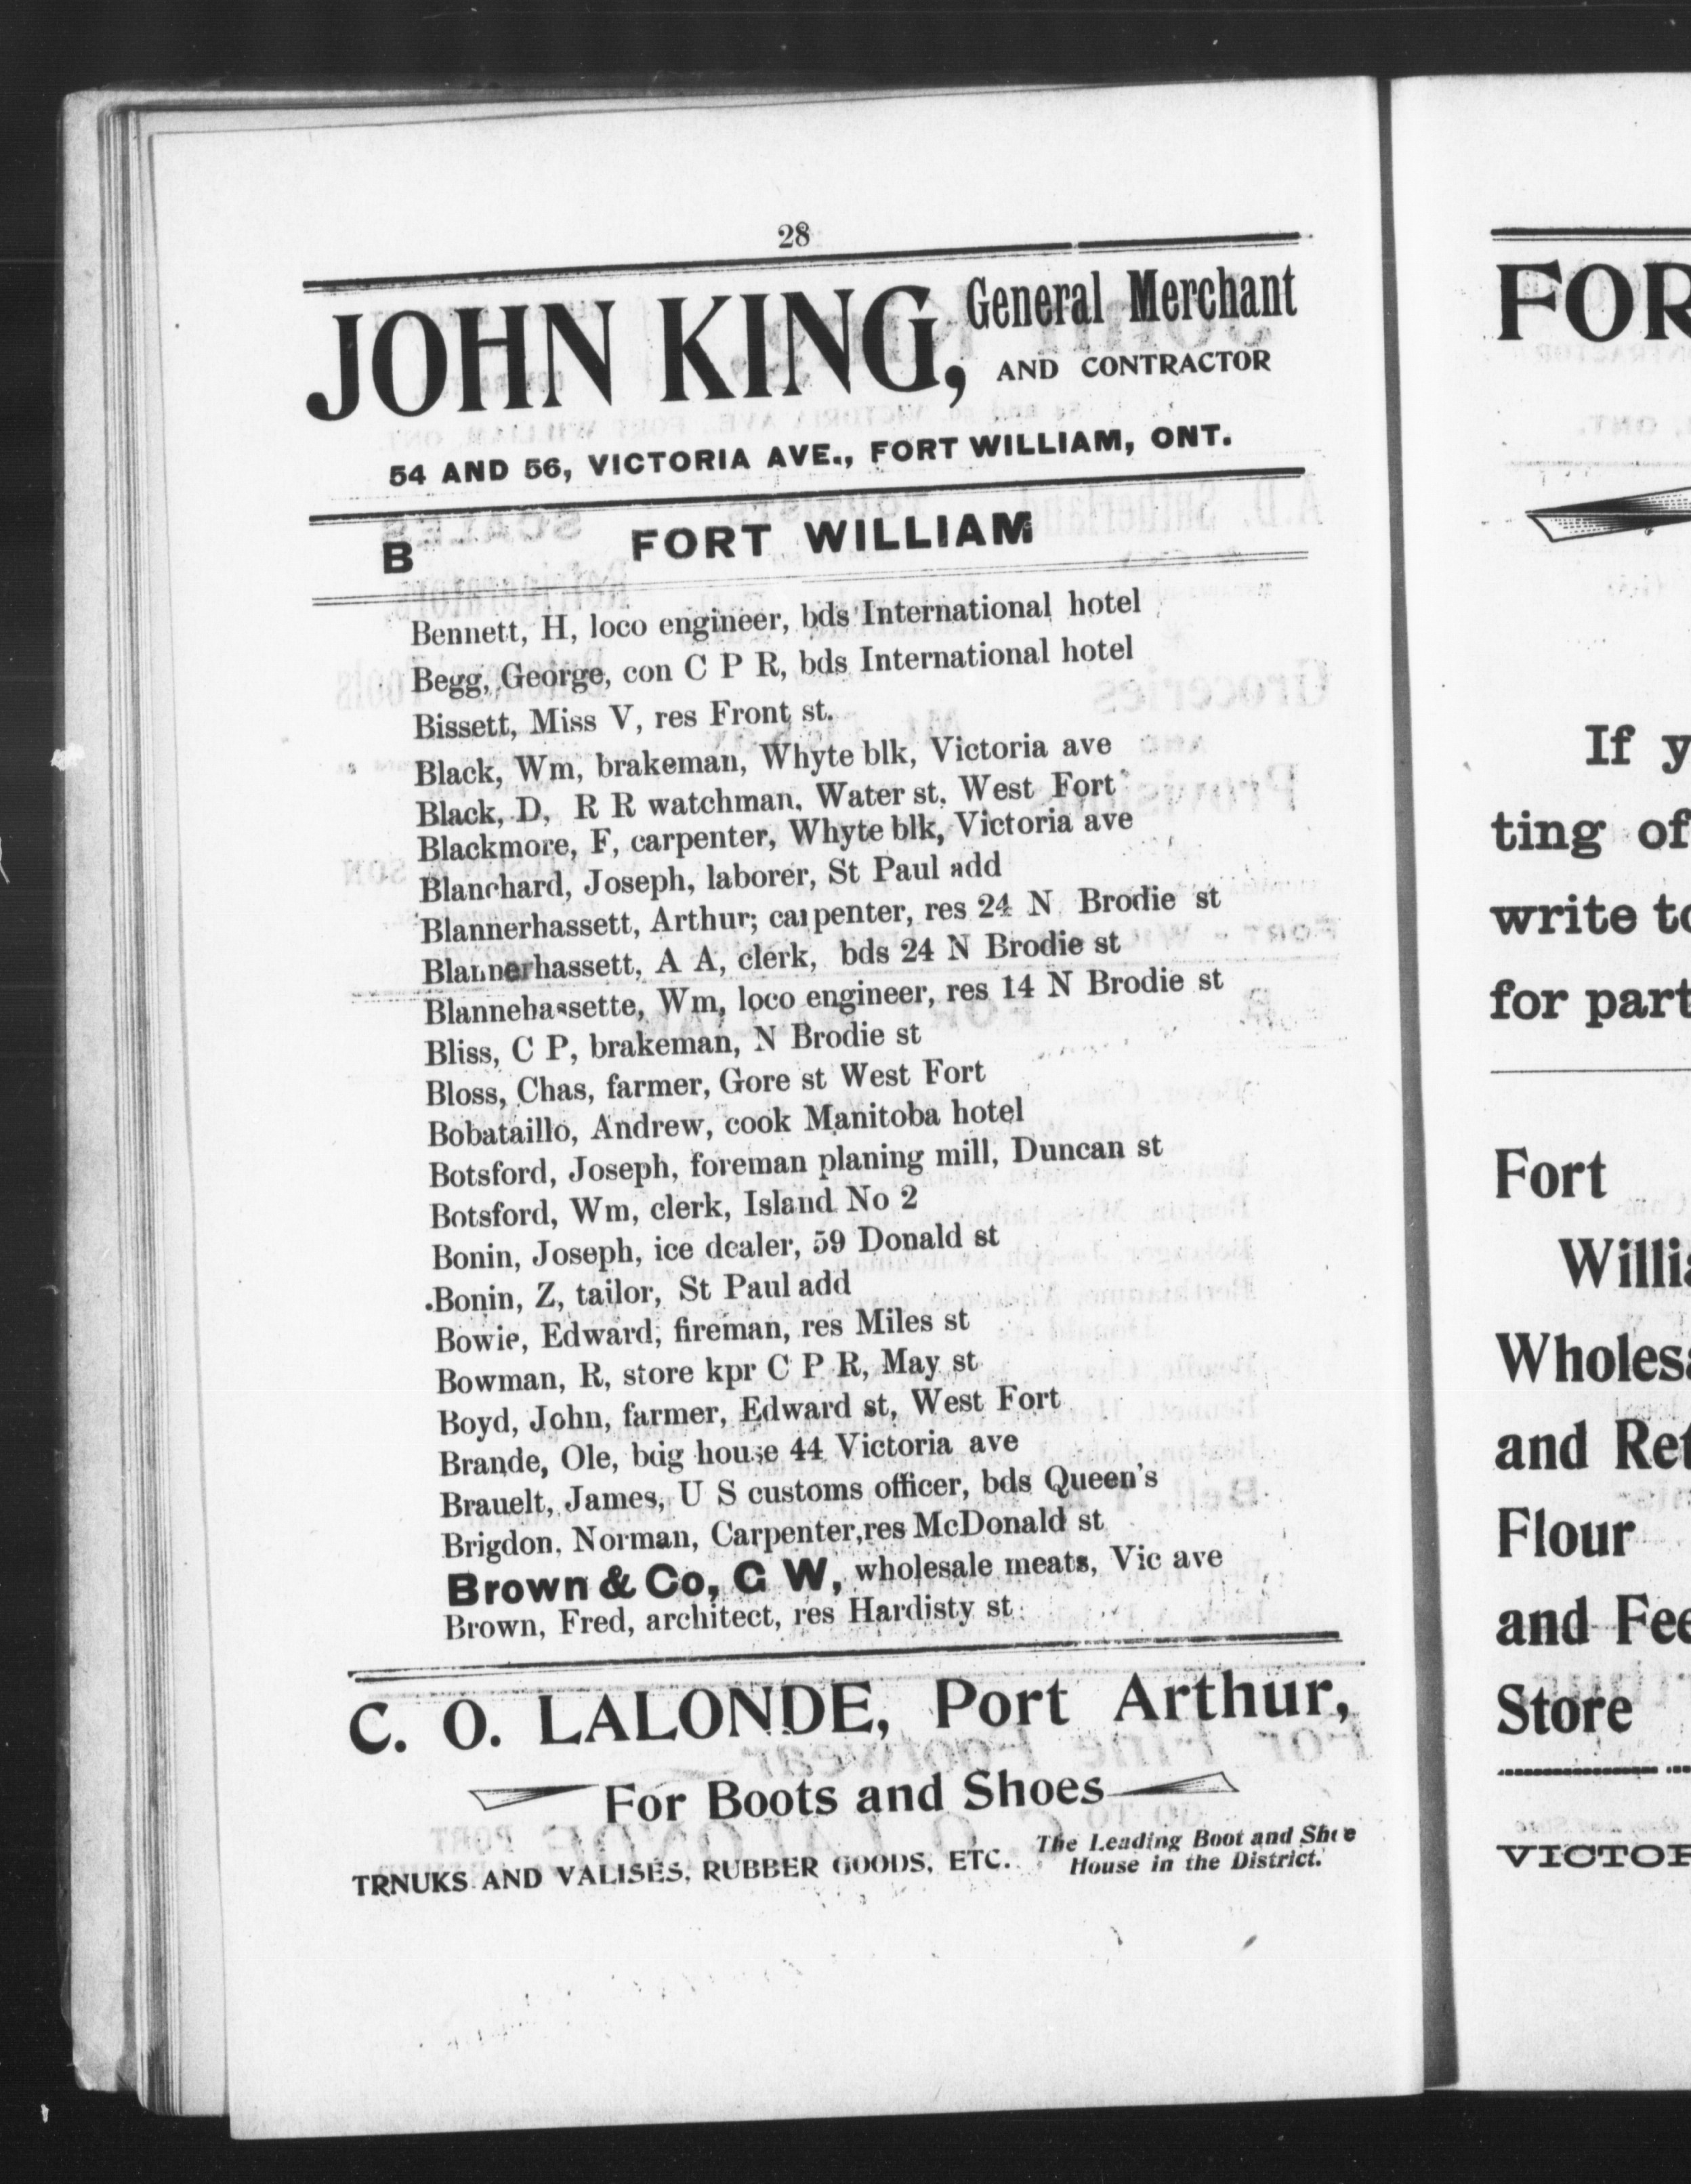 28
JOHN KING, General Merchant
AND CONTRACTOR
54 AND 56, VICTORIA AVE., FORT WILLIAM, ONT.
B FORT WILLIAM
Bennett, H, loco engineer, bds International hotel
Begg, George, con C P R, bds International hotel
Bissett, Miss V, res Front st.
Black, Wm, brakeman, Whyte blk, Victoria ave
Black, D, R R watchman, Water st, West Fort
Blackmore, F, carpenter, Whyte blk, Victoria ave
Blanchard, Joseph, laborer, St Paul add
Blannerhassett, Arthur; carpenter, res 24 N Brodie st
Blannerhassett, A A, clerk, bds 24 N Brodie st
Blannehassette, Wm, loco engineer, res 14 N Brodie st
Bliss, C P, brakeman, N Brodie st
Bloss, Chas, farmer, Gore st West Fort
Bobataillo, Andrew, cook Manitoba hotel
Botsford, Joseph, foreman planing mill, Duncan st
Botsford, Wm, clerk, Island No 2
Bonin, Joseph, ice dealer, 59 Donald st
Bonin, Z, tailor, St Paul add
Bowie, Edward, fireman, res Miles st
Bowman, R, store kpr C P R, May st
Boyd, John, farmer, Edward st, West Fort
Brande, Ole, bdg house 44 Victoria ave
Brauelt, James, U S customs officer, bds Queen's
Brigdon, Norman, Carpenter, res McDonald st
Brown & Co, G W, wholesale meats, Vic ave
Brown, Fred, architect, res Hardisty st
C. O. LALONDE, Port Arthur,
For Boots and Shoes
TRNUKS AND VALISES, RUBBER GOODS, ETC. The Leading Boot and Shoe
House in the District.
FOR
If y
ting of
write to
for part
Fort
Willia
Wholesa
and Ret
Flour
and Fee
Store
VICTOR